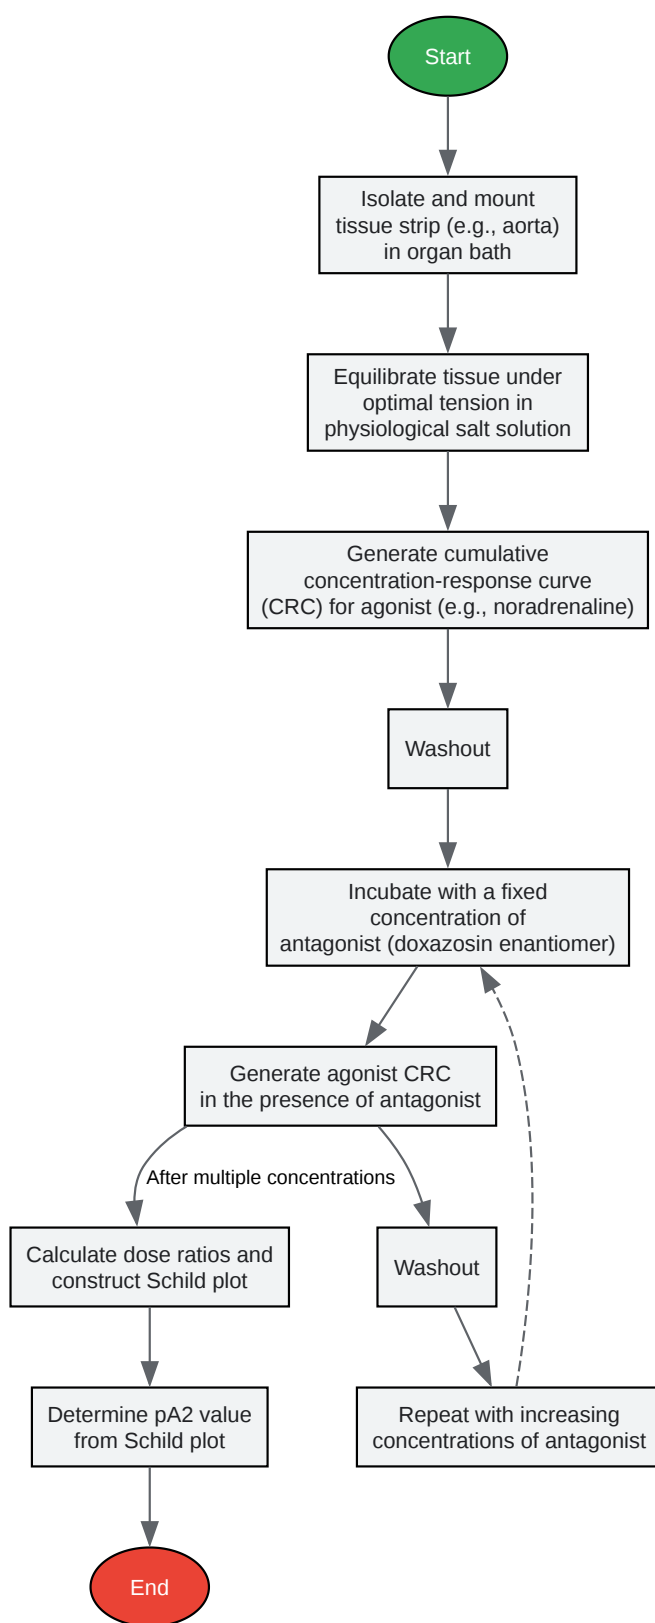 Start
Isolate and mount
tissue strip (e.g., aorta)
in organ bath
Equilibrate tissue under
optimal tension in
physiological salt solution
Generate cumulative
concentration-response curve
(CRC) for agonist (e.g., noradrenaline)
Washout
Incubate with a fixed
concentration of
antagonist (doxazosin enantiomer)
Generate agonist CRC
in the presence of antagonist
After multiple concentrations
Calculate dose ratios and
construct Schild plot
Washout
Determine pA2 value
from Schild plot
Repeat with increasing
concentrations of antagonist
End